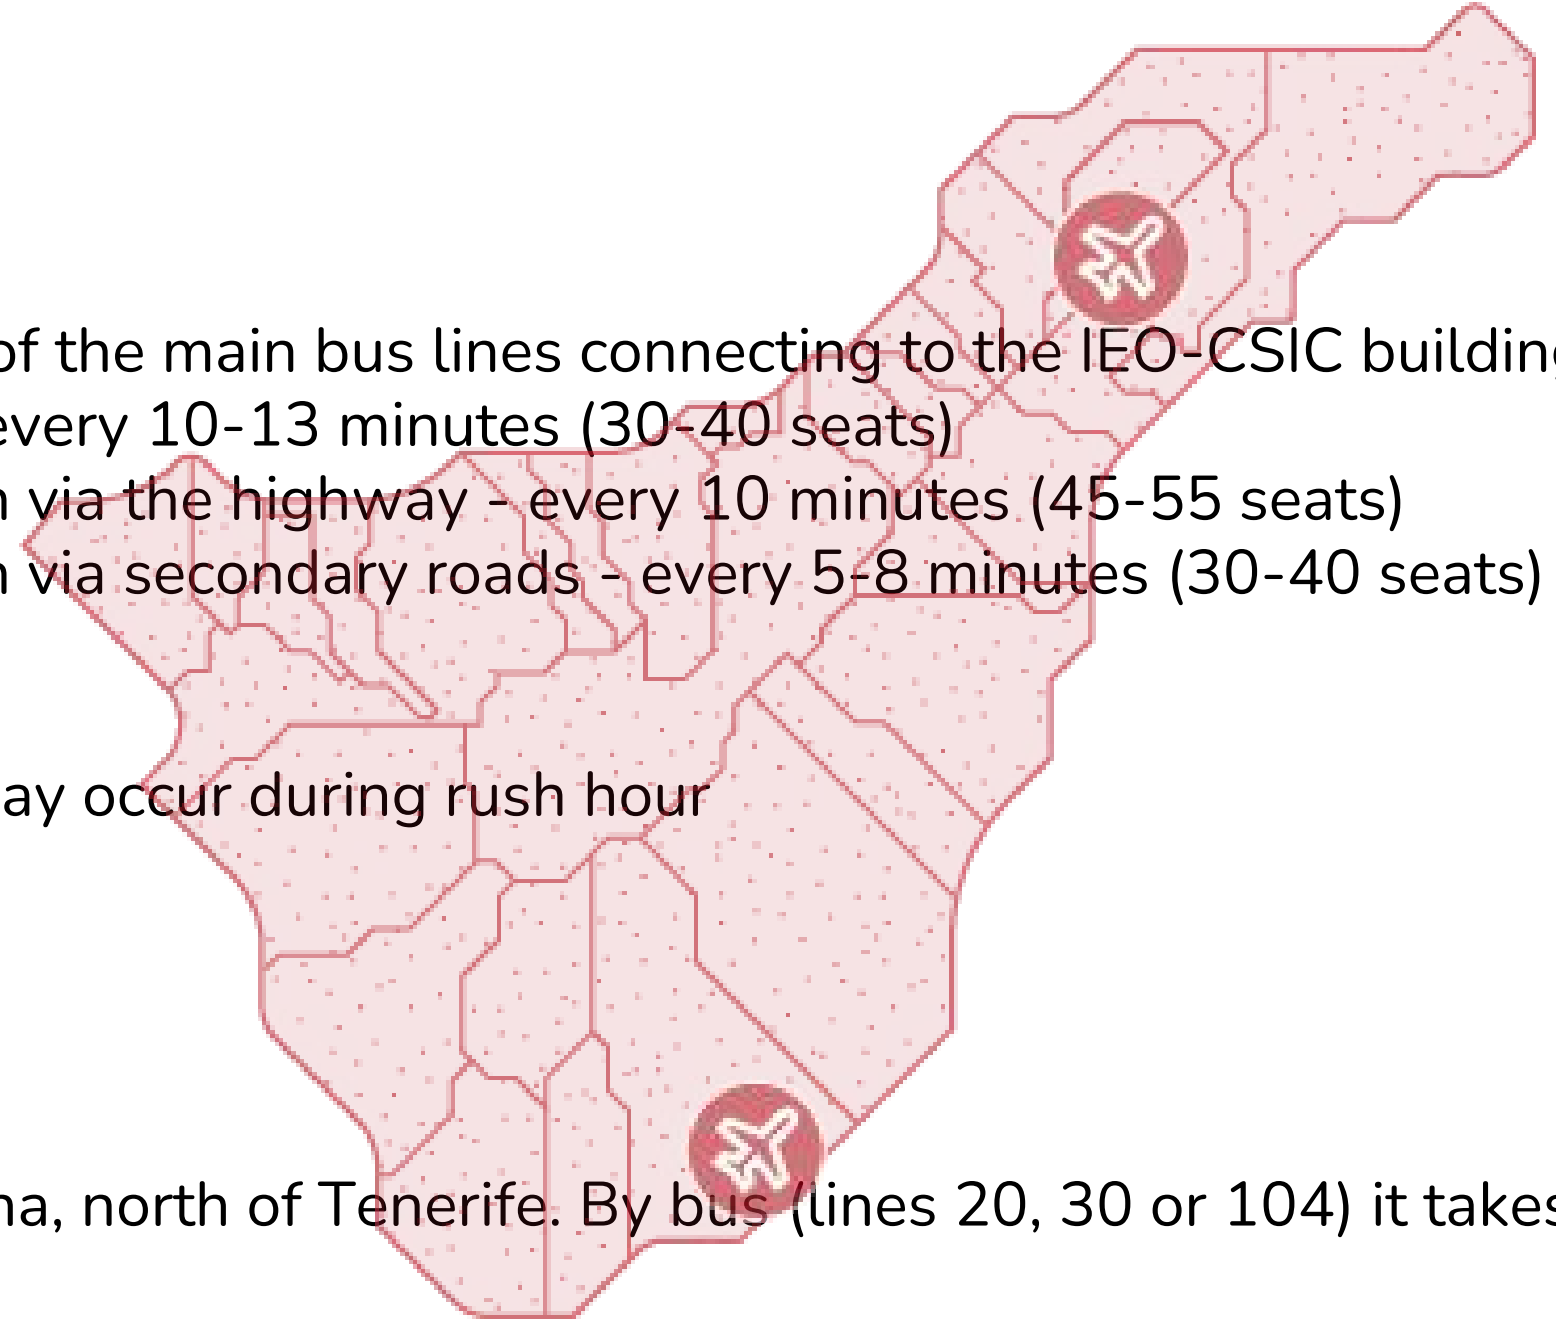 of the main bus lines connecting to the IEO-CSIC building
every 10-13 minutes (30-40 seats)
via the highway - every 10 minutes (45-55 seats)
via secondary roads - every 5-8 minutes (30-40 seats)
occur during rush hour
north of Tenerife. By bus (lines 20, 30 or 104) it takes